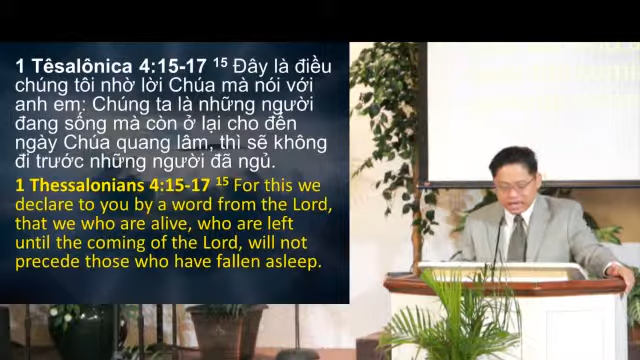 1 Têsalônica 4:15-17 ¹⁵ Đây là điều
chúng tôi nhờ lời Chúa mà nói với
anh em: Chúng ta là những người
đang sống mà còn ở lại cho đến
ngày Chúa quang lâm, thì sẽ không
đi trước những người đã ngủ.
1 Thessalonians 4:15-17 ¹⁵ For this we
declare to you by a word from the Lord,
that we who are alive, who are left
until the coming of the Lord, will not
precede those who have fallen asleep.